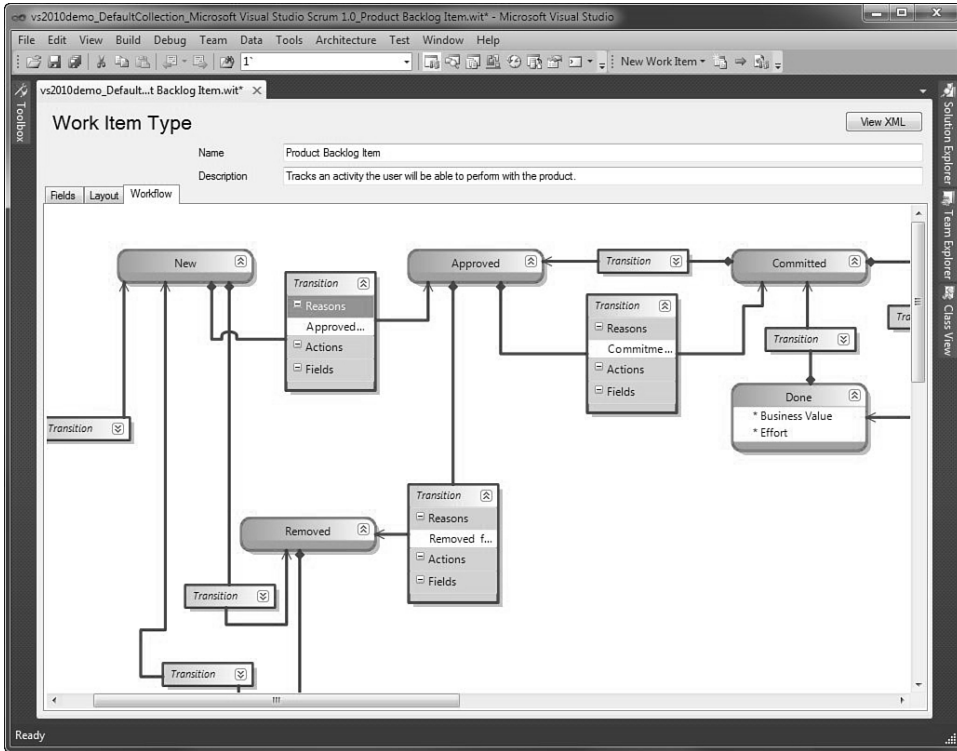 vs2010demo_DefaultCollection_Microsoft Visual Studio Scrum 1.0_Product Backlog Item.wit* - Microsoft Visual Studio
File Edit View Build Debug Team Data Tools Architecture Test Window Help
1`
New Work Item
vs2010demo_Default...t Backlog Item.wit*
Toolbox
Solution Explorer
Team Explorer
Class View
Work Item Type
View XML
Name
Product Backlog Item
Description
Tracks an activity the user will be able to perform with the product.
Fields Layout Workflow
New
Approved
Transition
Committed
Transition
Reasons
Approved...
Actions
Fields
Transition
Reasons
Commitme...
Actions
Fields
Transition
Tra
Done
* Business Value
* Effort
Transition
Transition
Reasons
Removed f...
Actions
Fields
Removed
Transition
Transition
Ready